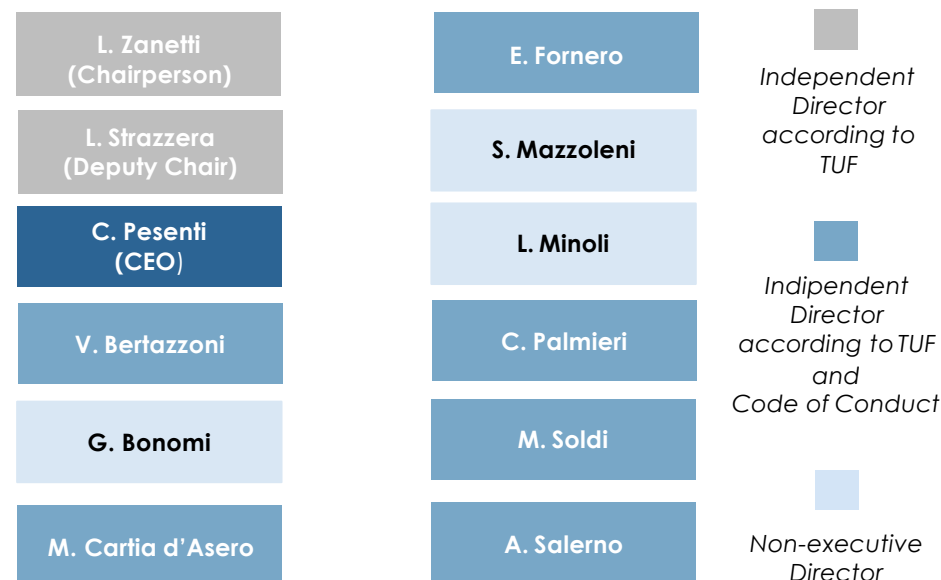 L. Zanetti
(Chairperson)
L. Strazzera
(Deputy Chair)
C. Pesenti
(CEO)
V. Bertazzoni
G. Bonomi
M. Cartia d’Asero
E. Fornero
S. Mazzoleni
L. Minoli
C. Palmieri
M. Soldi
A. Salerno
Independent
Director
according to
TUF
Indipendent
Director
according to TUF
and
Code of Conduct
Non-executive
Director